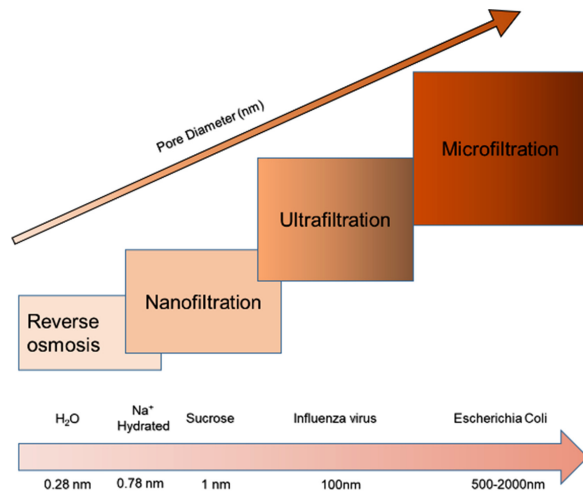 Pore Diameter (nm)
Microfiltration
Ultrafiltration
Nanofiltration
Reverse
osmosis
H₂O
Na⁺
Hydrated
Sucrose
Influenza virus
Escherichia Coli
0.28 nm
0.78 nm
1 nm
100nm
500-2000nm